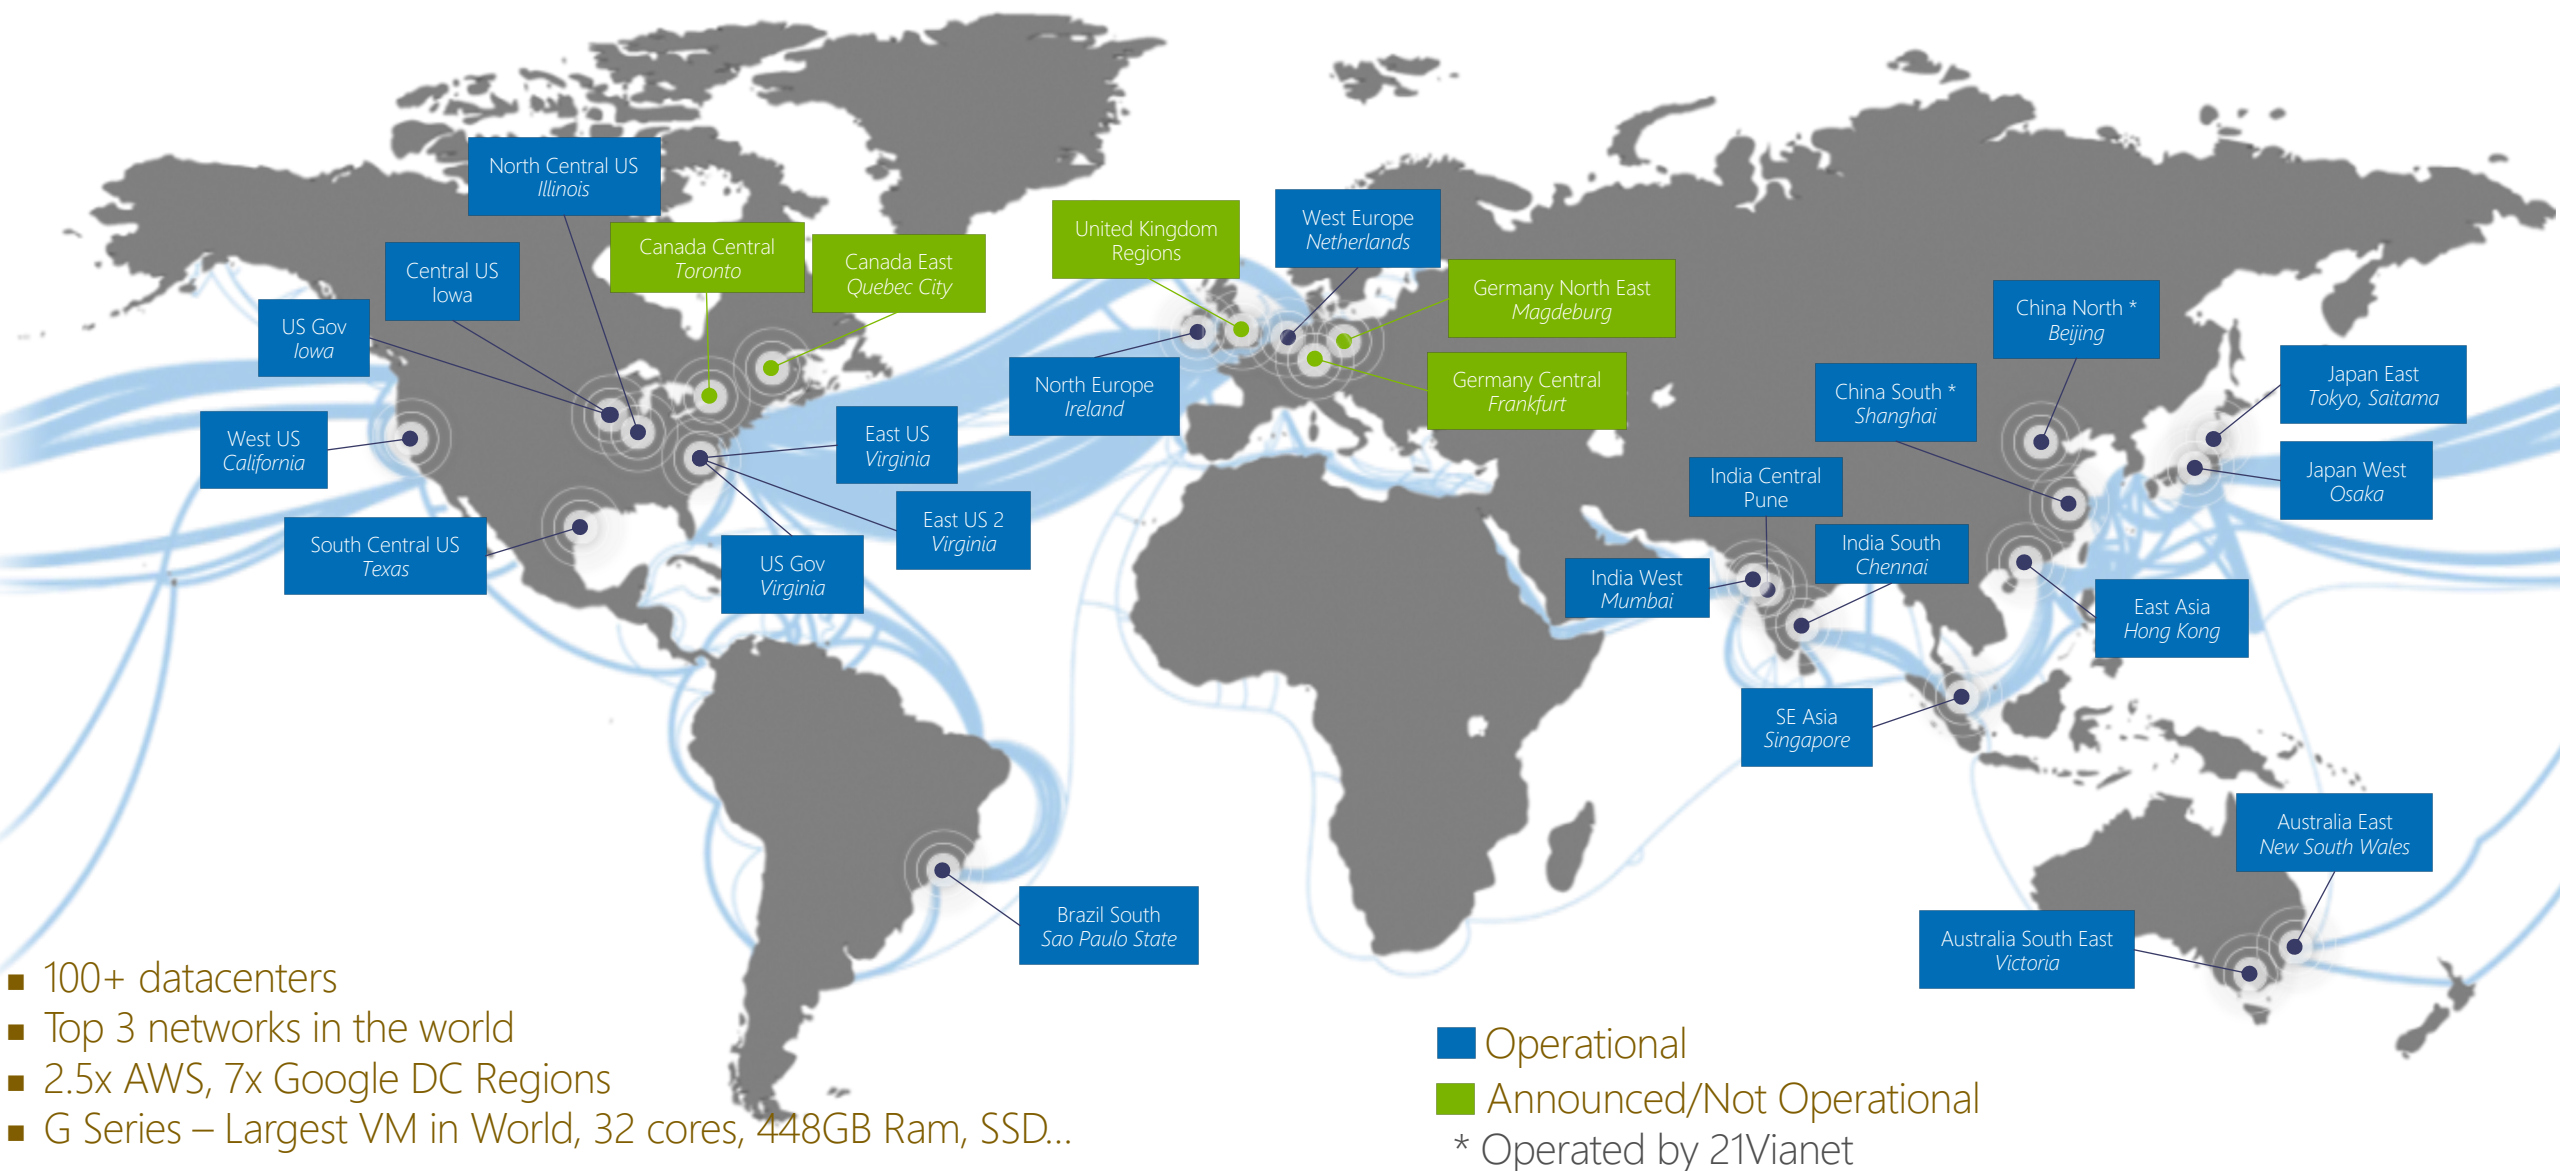 North Central US
Illinois
Canada Central
Toronto
Canada East
Quebec City
Central US
Iowa
US Gov
Iowa
West US
California
South Central US
Texas
East US
Virginia
East US 2
Virginia
US Gov
Virginia
United Kingdom
Regions
West Europe
Netherlands
Germany North East
Magdeburg
Germany Central
Frankfurt
North Europe
Ireland
China North *
Beijing
China South *
Shanghai
Japan East
Tokyo, Saitama
Japan West
Osaka
India Central
Pune
India South
Chennai
India West
Mumbai
East Asia
Hong Kong
SE Asia
Singapore
Australia East
New South Wales
Australia South East
Victoria
Brazil South
Sao Paulo State
▪ 100+ datacenters
▪ Top 3 networks in the world
▪ 2.5x AWS, 7x Google DC Regions
▪ G Series – Largest VM in World, 32 cores, 448GB Ram, SSD...
Operational
Announced/Not Operational
* Operated by 21Vianet